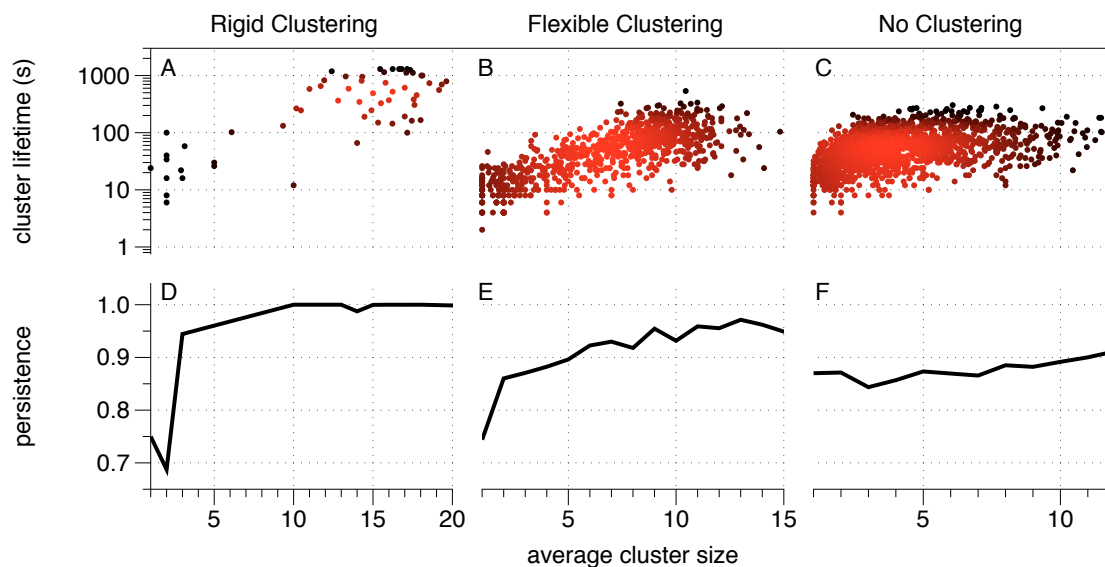 Rigid Clustering Flexible Clustering No Clustering
cluster lifetime (s)
1000
100
10
1
A B C
persistence
1.0
0.9
0.8
0.7
D E F
5 10 15 20 5 10 15 5 10
average cluster size